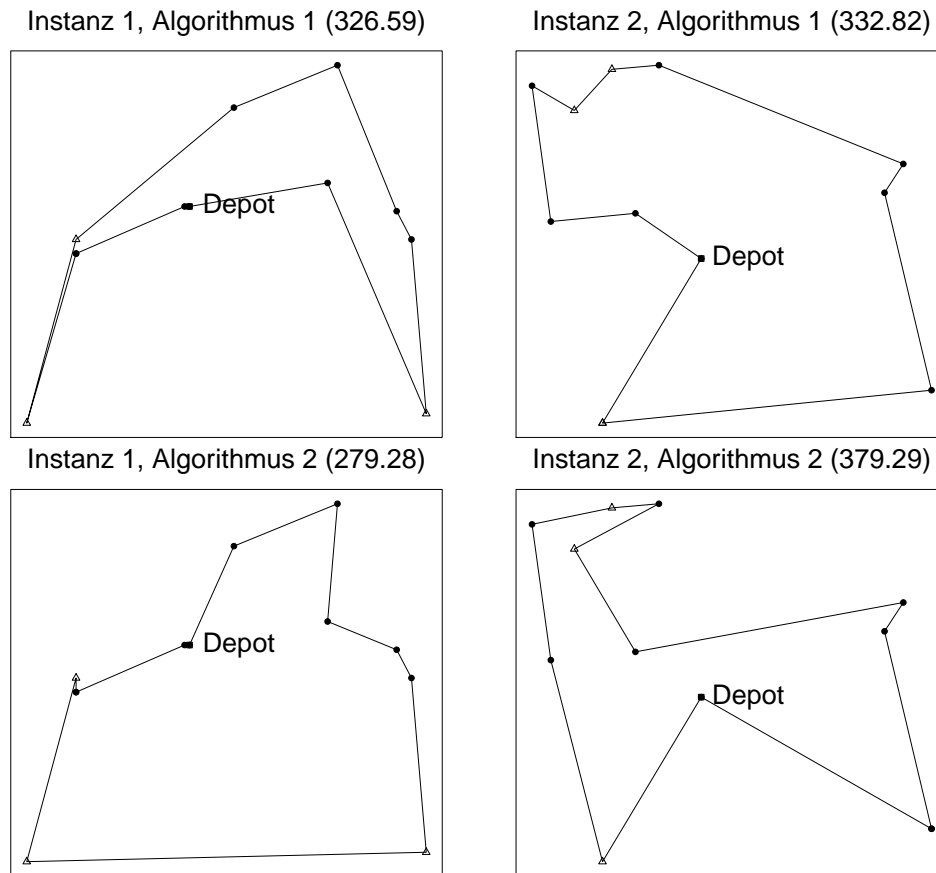 Instanz 1, Algorithmus 1 (326.59)
Instanz 2, Algorithmus 1 (332.82)
Depot
Depot
Instanz 1, Algorithmus 2 (279.28)
Instanz 2, Algorithmus 2 (379.29)
Depot
Depot